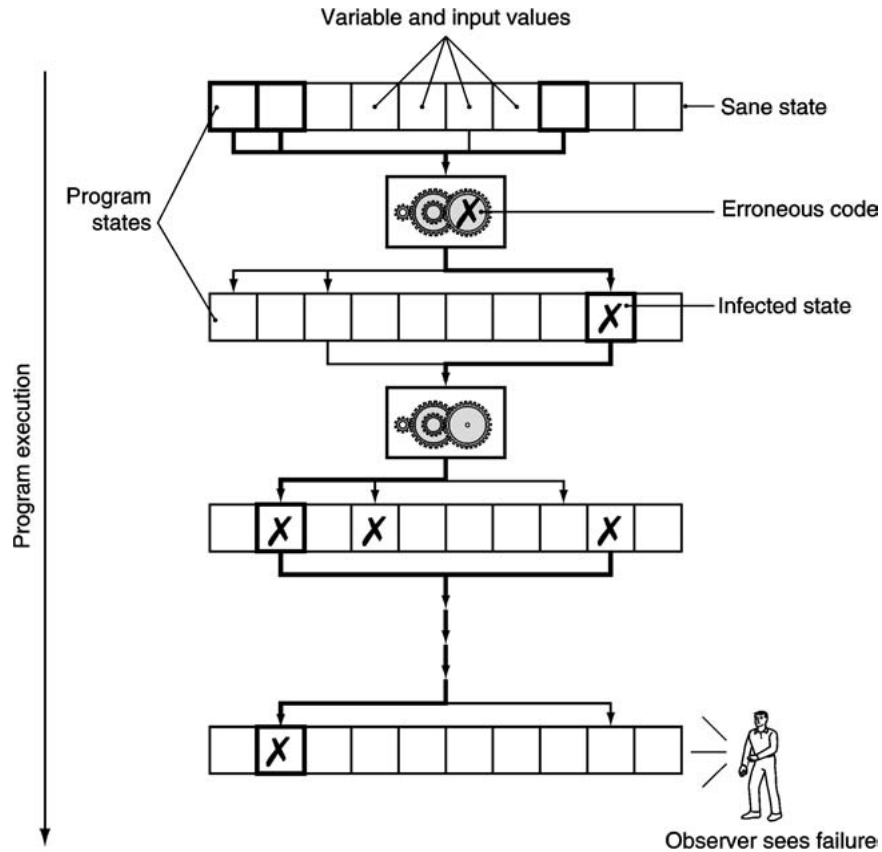 Variable and input values
Sane state
Program
states
Erroneous code
Infected state
Program execution
Observer sees failure